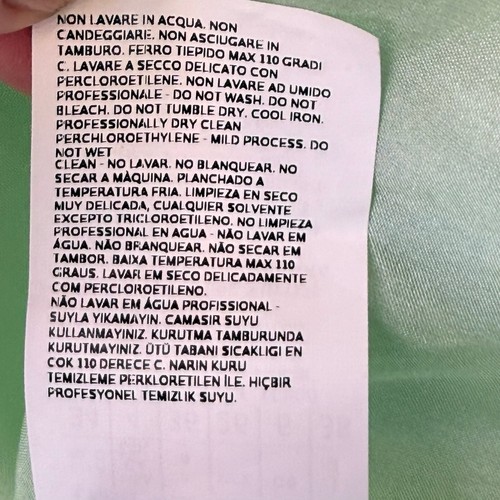 NON LAVARE IN ACQUA. NON
CANDEGGIARE. NON ASCIUGARE IN
TAMBURO. FERRO TIEPIDO MAX 110 GRADI
C. LAVARE A SECCO DELICATO CON
PERCLOROETILENE. NON LAVARE AD UMIDO
PROFESSIONALE - DO NOT WASH. DO NOT
BLEACH. DO NOT TUMBLE DRY. COOL IRON.
PROFESSIONALLY DRY CLEAN
PERCHLOROETHYLENE - MILD PROCESS. DO
NOT WET
CLEAN - NO LAVAR. NO BLANQUEAR. NO
SECAR A MÀQUINA. PLANCHADO A
TEMPERATURA FRIA. LIMPIEZA EN SECO
MUY DELICADA, CUALQUIER SOLVENTE
EXCEPTO TRICLOROETILENO. NO LIMPIEZA
PROFESSIONAL EN AGUA - NÃO LAVAR EM
ÁGUA. NÃO BRANQUEAR. NÃO SECAR EM
TAMBOR. BAIXA TEMPERATURA MAX 110
GRAUS. LAVAR EM SECO DELICADAMENTE
COM PERCLOROETILENO.
NÃO LAVAR EM ÁGUA PROFISSIONAL -
SUYLA YIKAMAYIN. CAMASIR SUYU
KULLANMAYINIZ. KURUTMA TAMBURUNDA
KURUTMAYINIZ. ÜTÜ TABANI SICAKLIGI EN
COK 110 DERECE C. NARIN KURU
TEMIZLEME PERKLORETILEN İLE. HIÇBIR
PROFESYONEL TEMIZLIK SUYU.